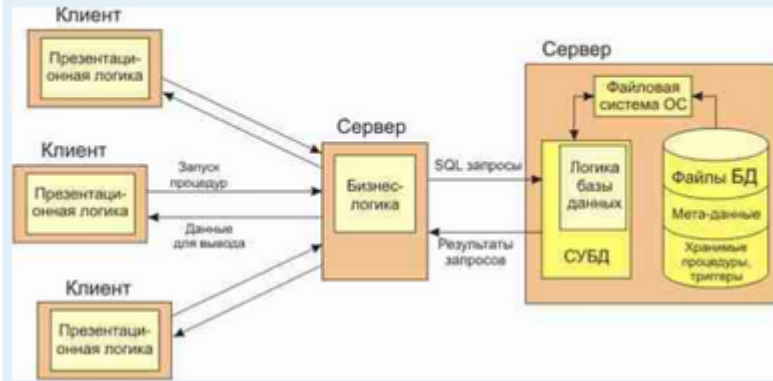 Клиент
Презентаци-
онная логика
Клиент
Презентаци-
онная логика
Клиент
Презентаци-
онная логика
Запуск
процедур
Данные
для вывода
Сервер
Бизнес-
логика
SQL запросы
Результаты
запросов
Сервер
Файловая
система ОС
Логика
базы
данных
СУБД
Файлы БД
Мета-данные
Хранимые
процедуры,
триггеры